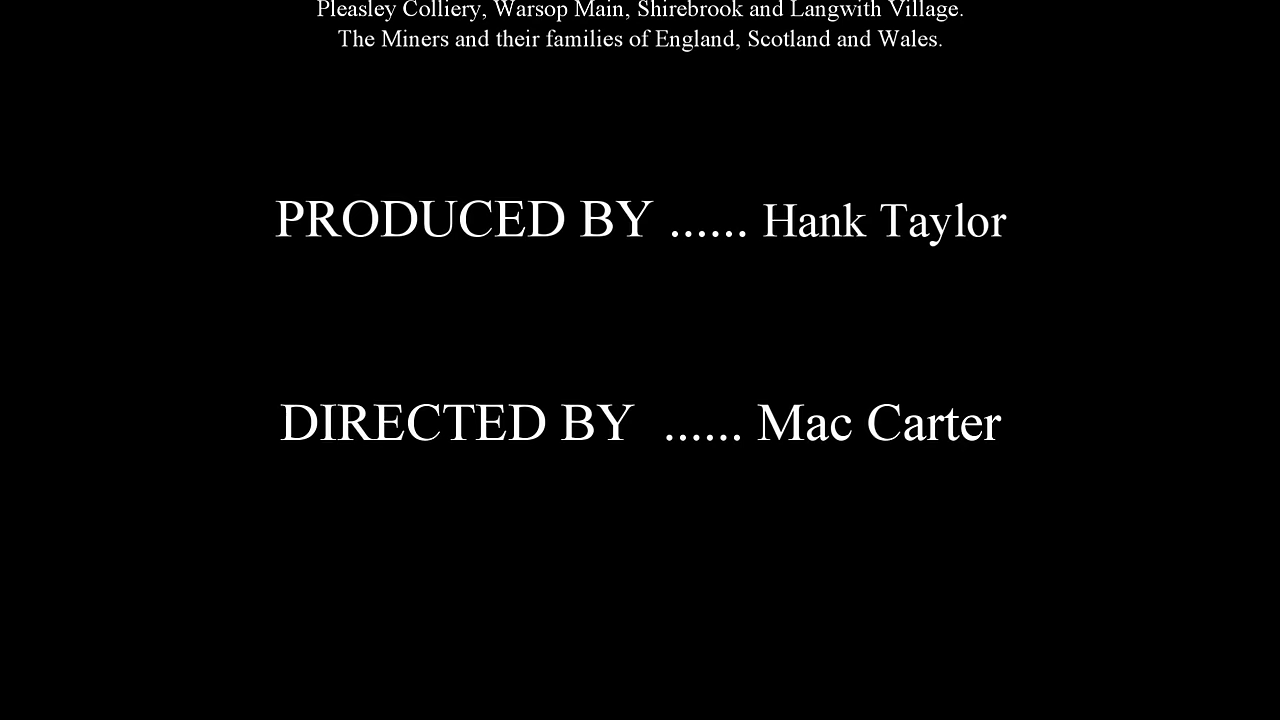 Pleasley Colliery, Warsop Main, Shirebrook and Langwith Village.
The Miners and their families of England, Scotland and Wales.
PRODUCED BY ...... Hank Taylor
DIRECTED BY  ...... Mac Carter